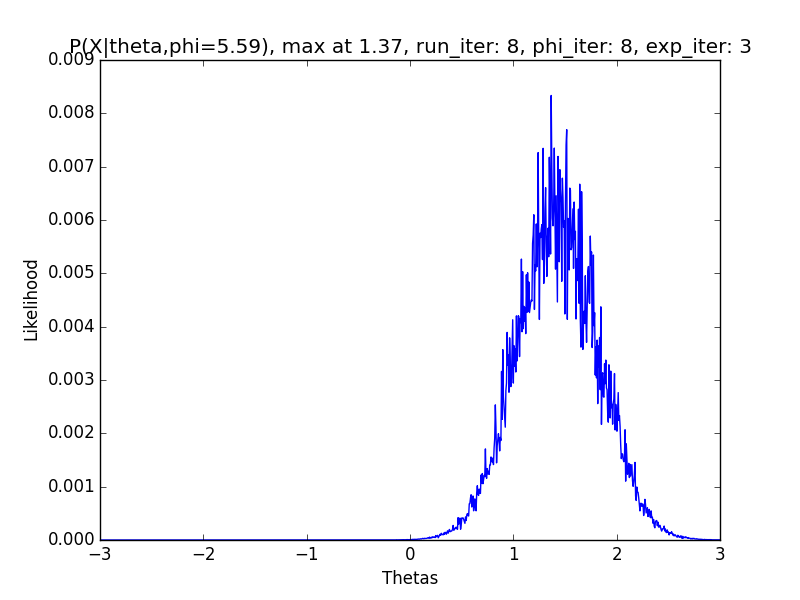 P(X|theta,phi=5.59), max at 1.37, run_iter: 8, phi_iter: 8, exp_iter: 3
0.009
0.008
0.007
0.006
0.005
0.004
0.003
0.002
0.001
0.000
Likelihood
−3 −2 −1 0 1 2 3
Thetas